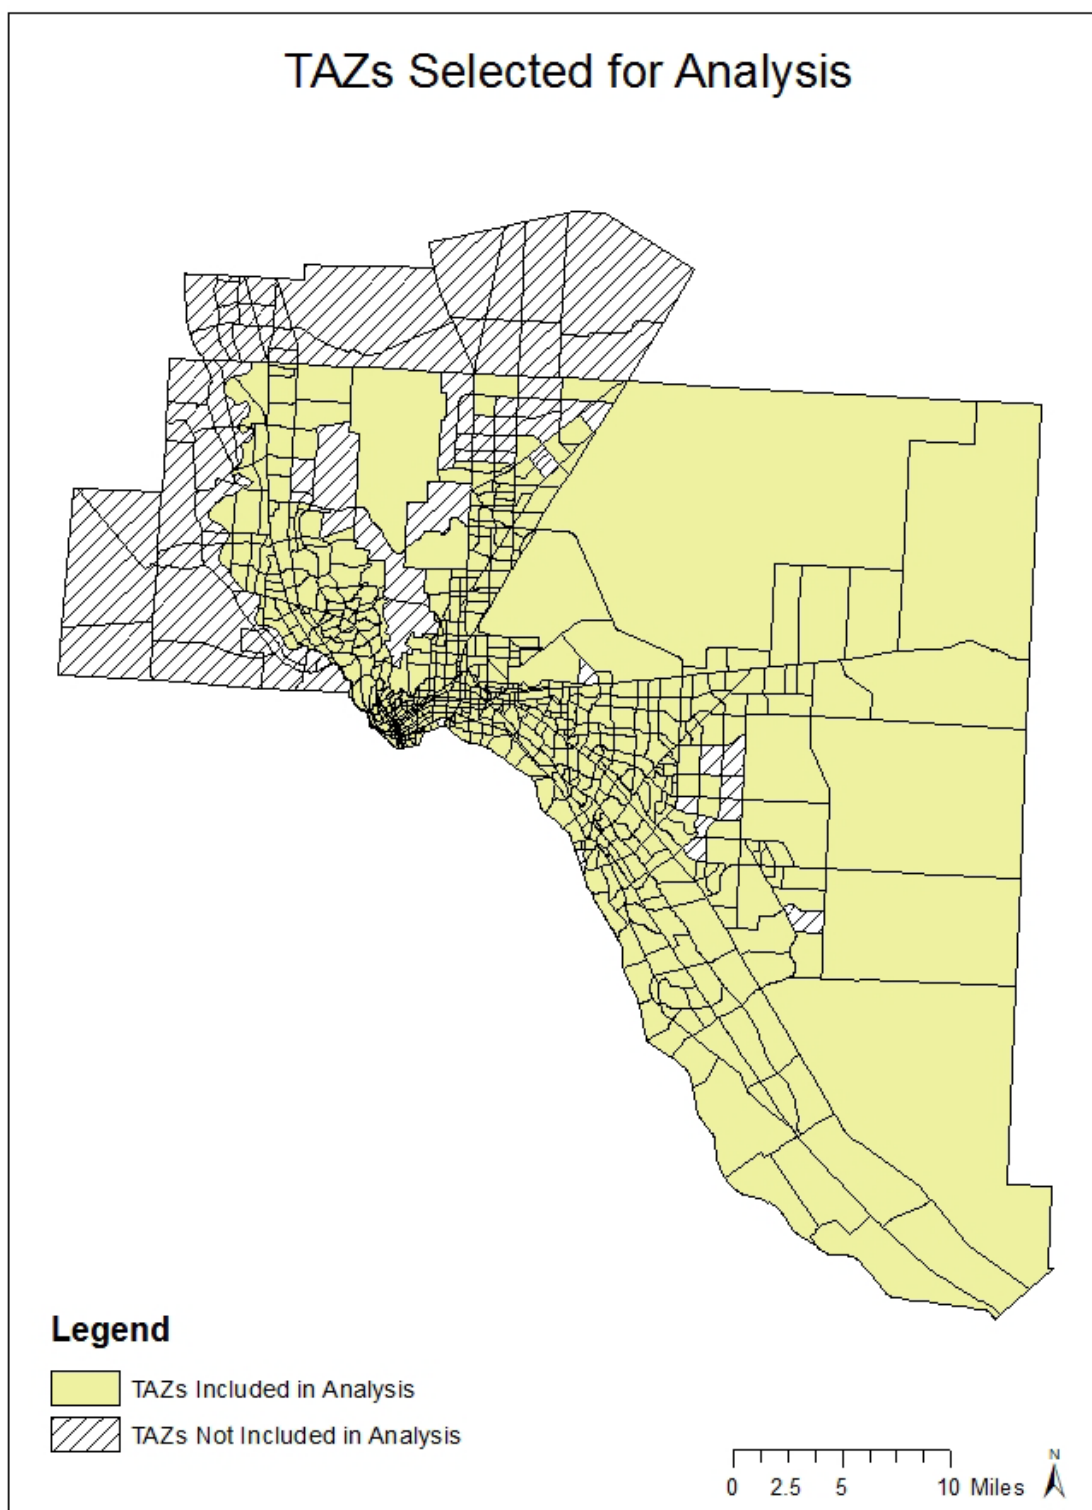 TAZs Selected for Analysis
Legend
TAZs Included in Analysis
TAZs Not Included in Analysis
N
0 2.5 5 10 Miles